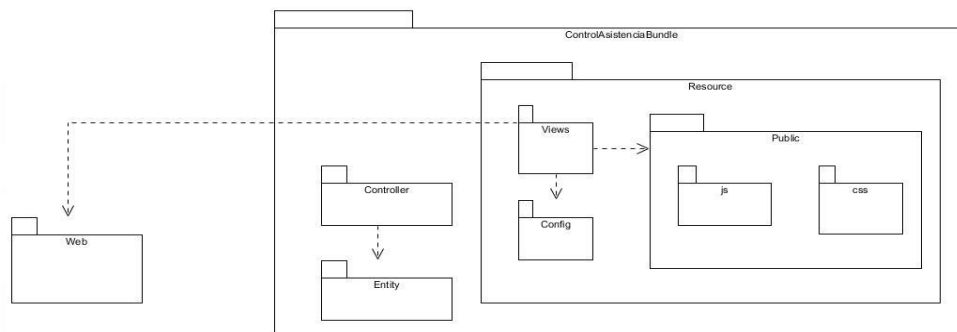 ControlAsistenciaBundle
Resource
Views
Public
Controller
js
css
Config
Web
Entity